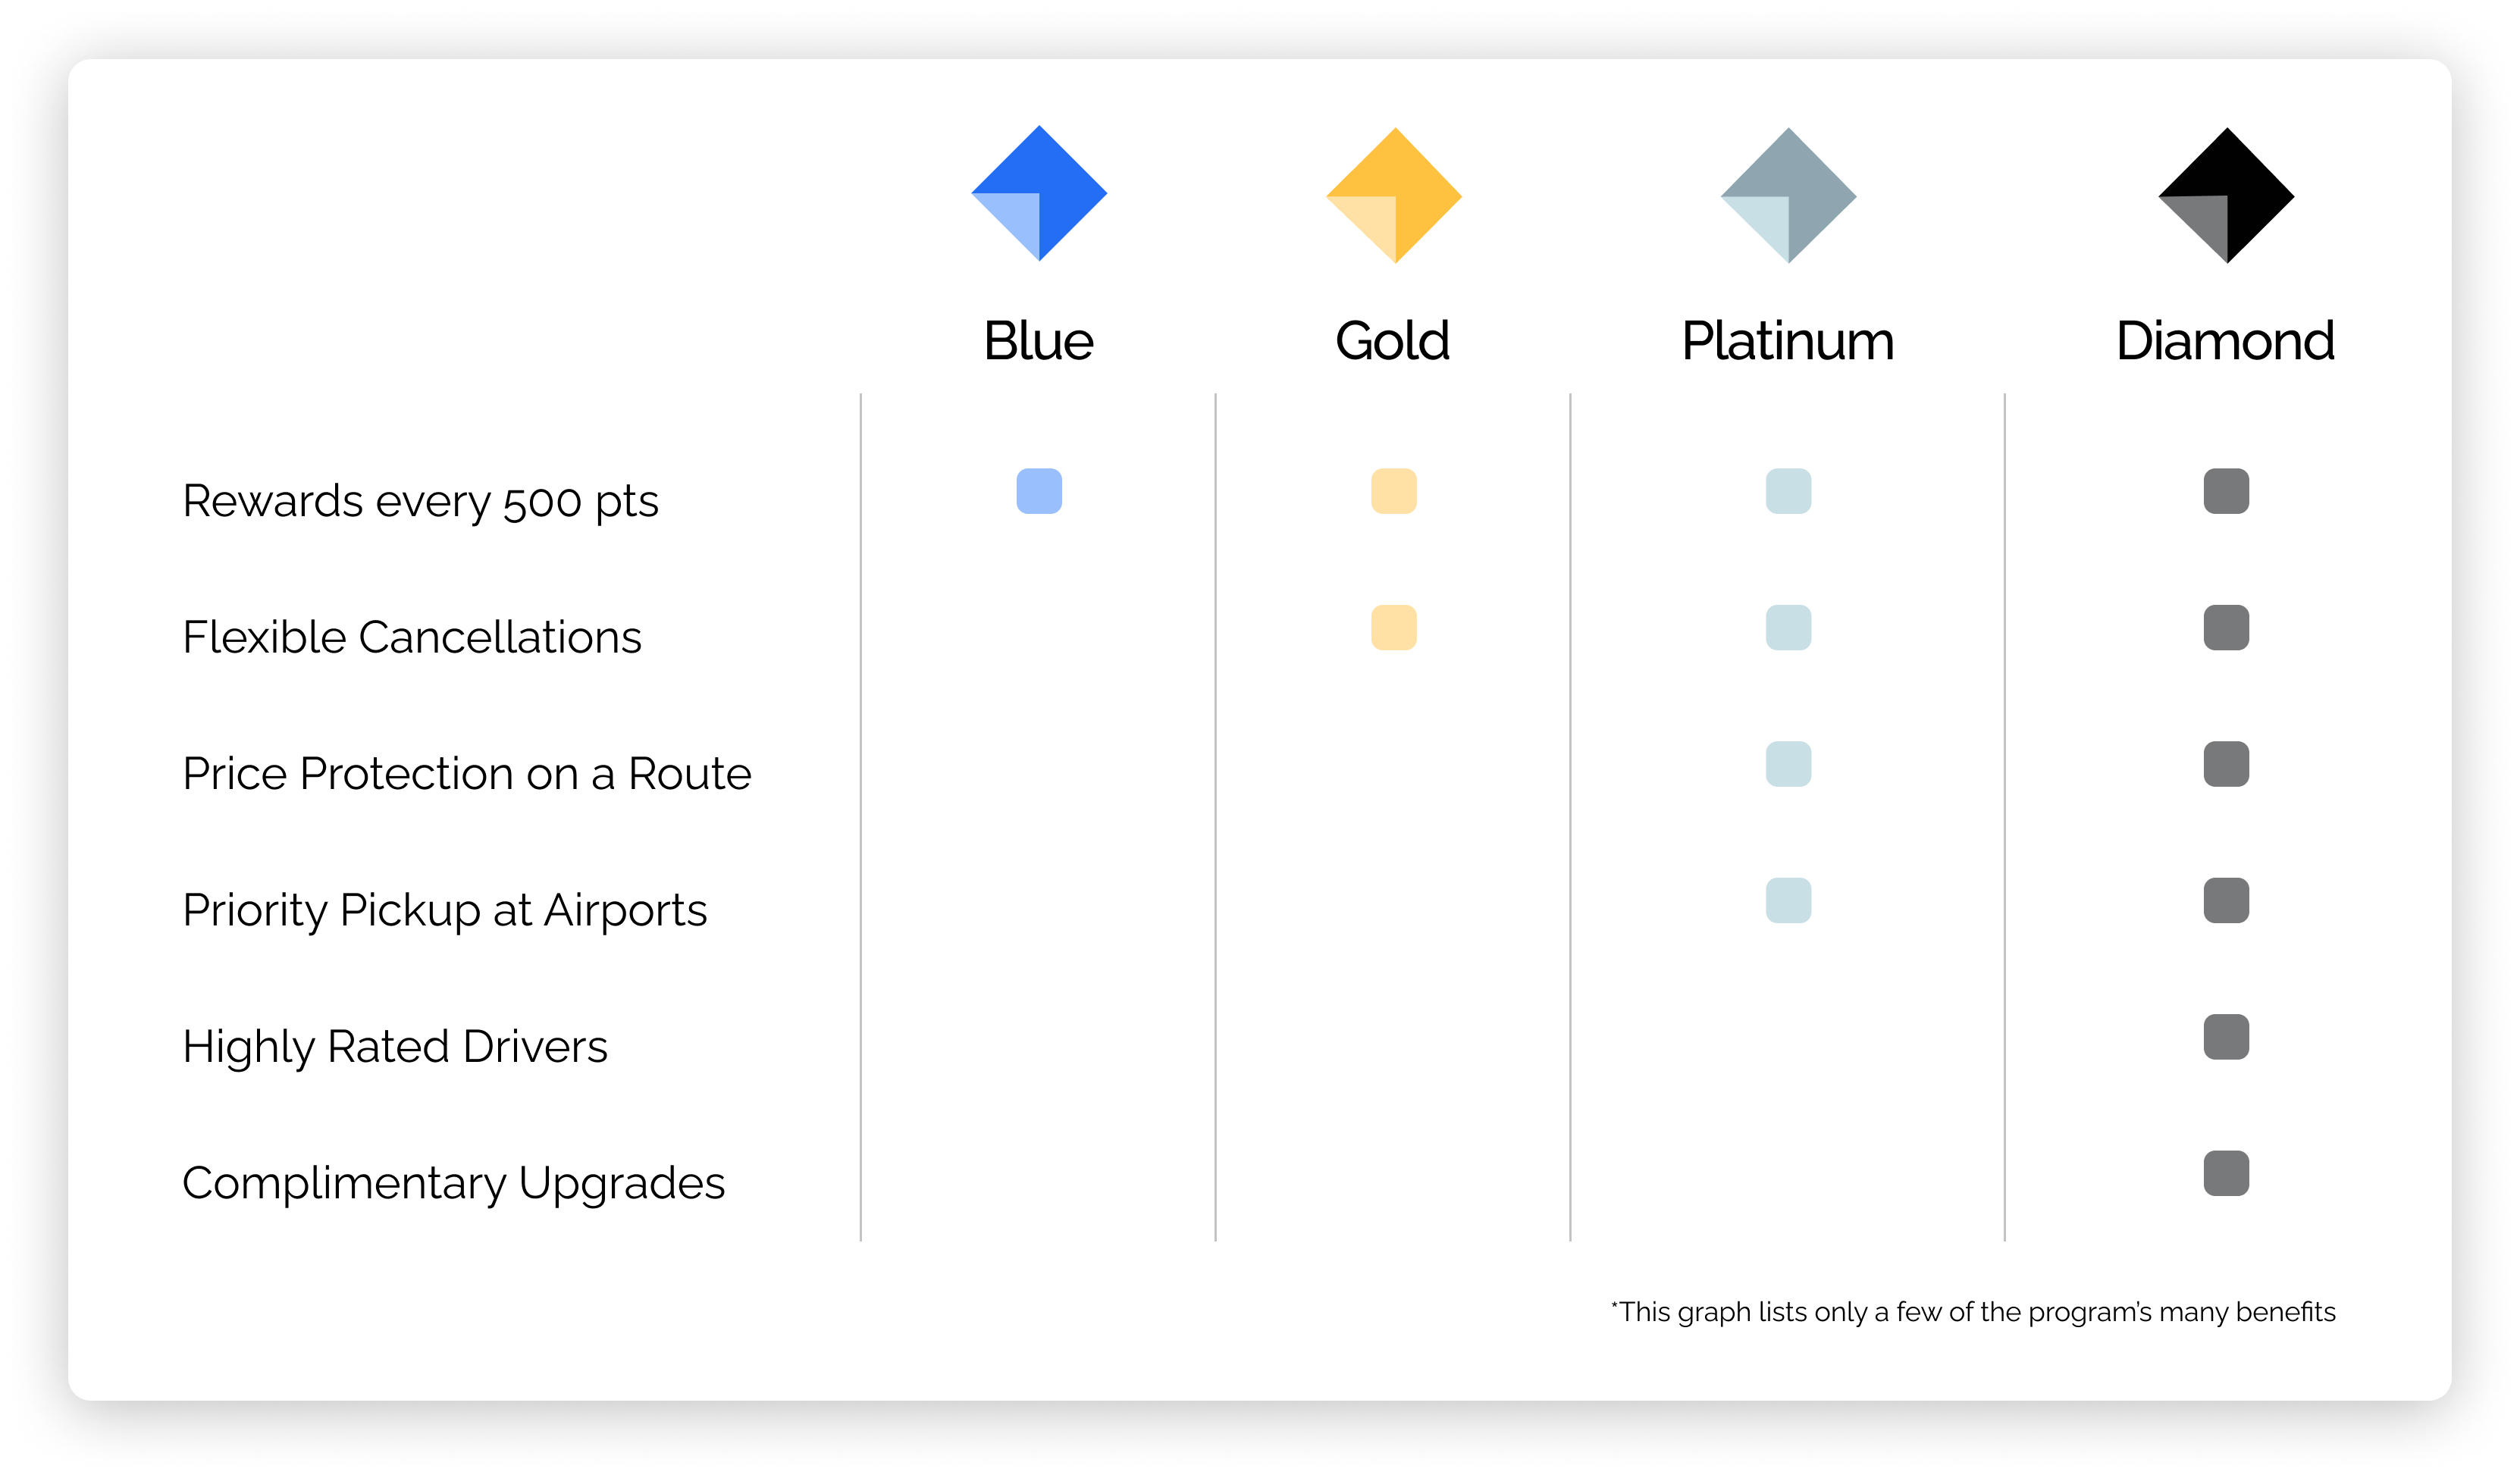 Blue Gold Platinum Diamond
Rewards every 500 pts
Flexible Cancellations
Price Protection on a Route
Priority Pickup at Airports
Highly Rated Drivers
Complimentary Upgrades
*This graph lists only a few of the program's many benefits